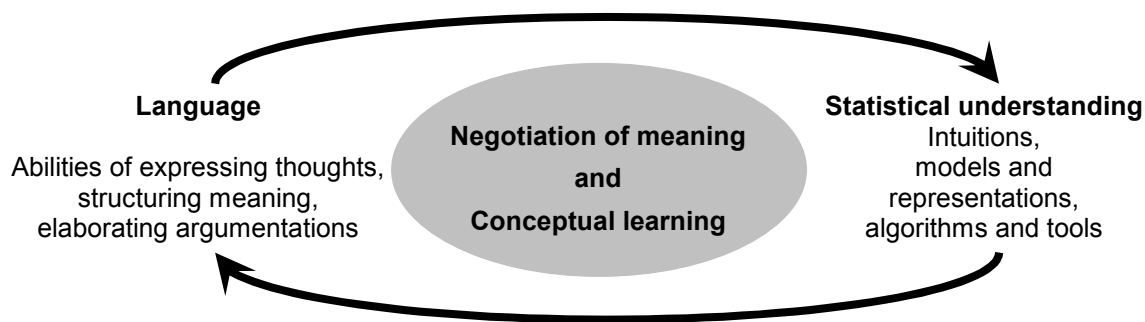 Language
Abilities of expressing thoughts,
structuring meaning,
elaborating argumentations
Negotiation of meaning
and
Conceptual learning
Statistical understanding
Intuitions,
models and
representations,
algorithms and tools